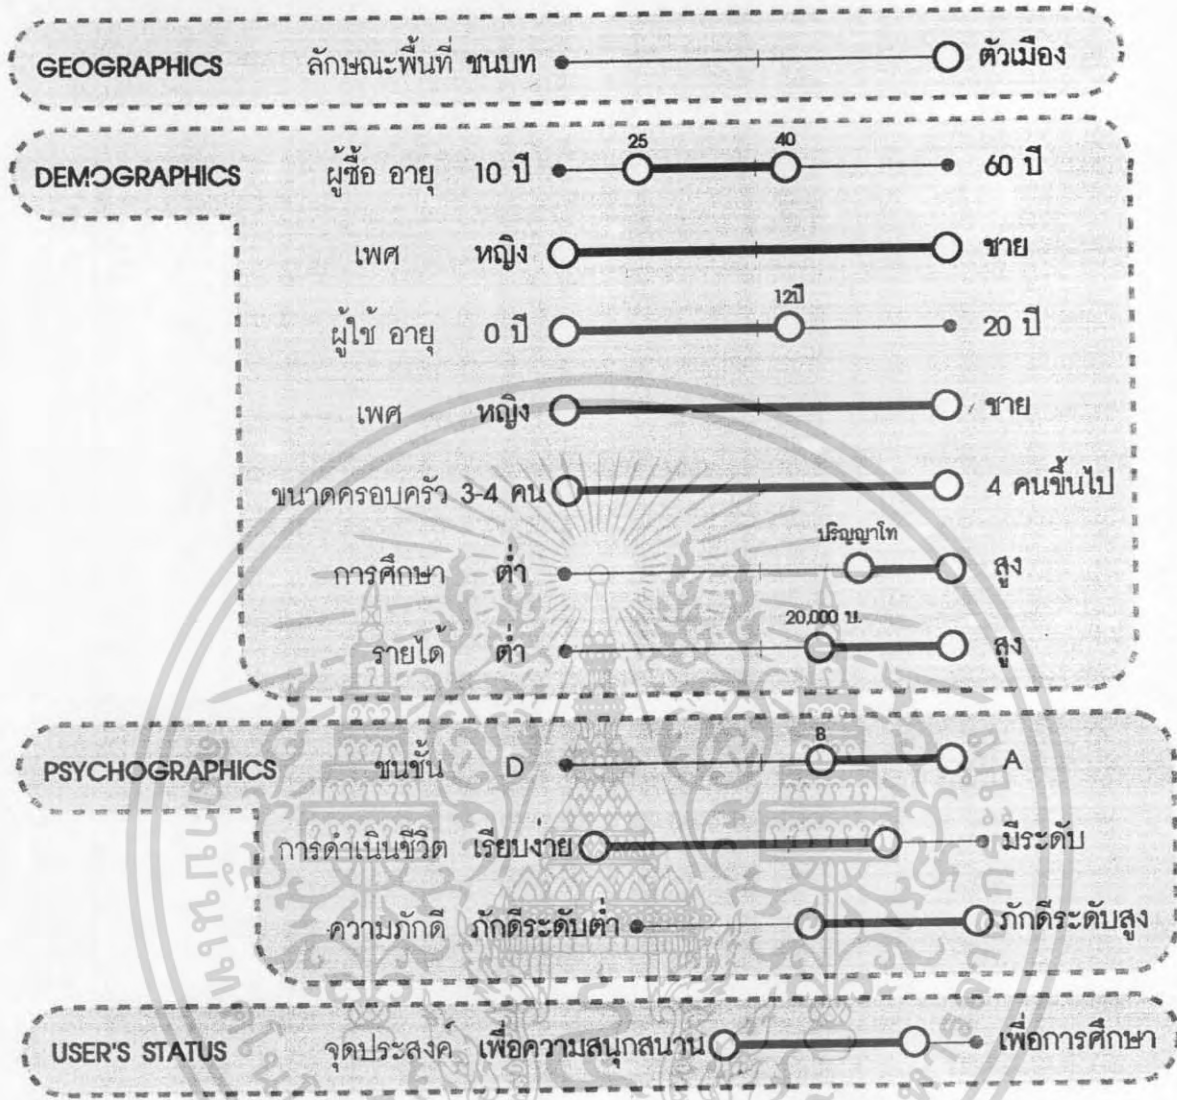 GEOGRAPHICS ลักษณะพื้นที่ ชนบท ตัวเมือง
25 40
DEMOGRAPHICS ผู้ซื้อ อายุ 10 ปี 60 ปี
เพศ หญิง ชาย
12ปี
ผู้ใช้ อายุ 0 ปี 20 ปี
เพศ หญิง ชาย
ขนาดครอบครัว 3-4 คน 4 คนขึ้นไป
ปริญญาโท
การศึกษา ต่ำ สูง
20,000 บ.
รายได้ ต่ำ สูง
B
PSYCHOGRAPHICS ชนชั้น D A
การดำเนินชีวิต เรียบง่าย มีระดับ
ความภักดี ภักดีระดับต่ำ ภักดีระดับสูง
USER'S STATUS จุดประสงค์ เพื่อความสนุกสนาน เพื่อการศึกษา